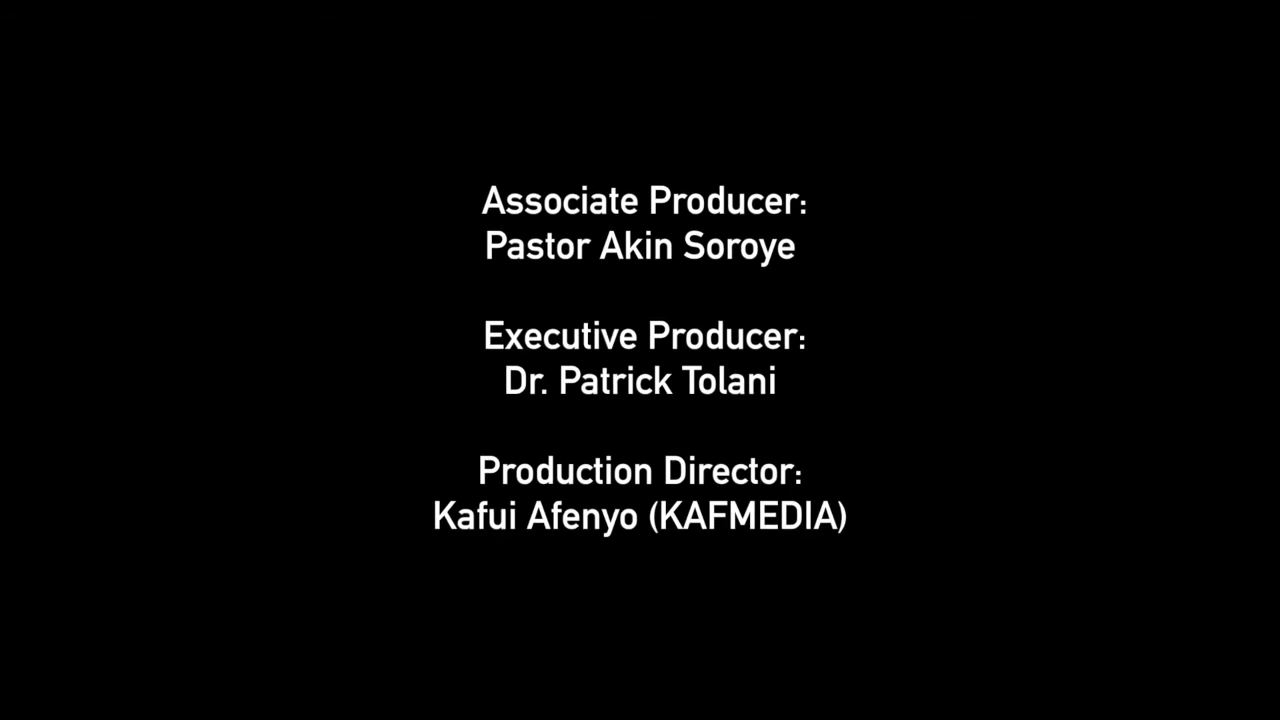 Associate Producer:
Pastor Akin Soroye
Executive Producer:
Dr. Patrick Tolani
Production Director:
Kafui Afenyo (KAFMEDIA)